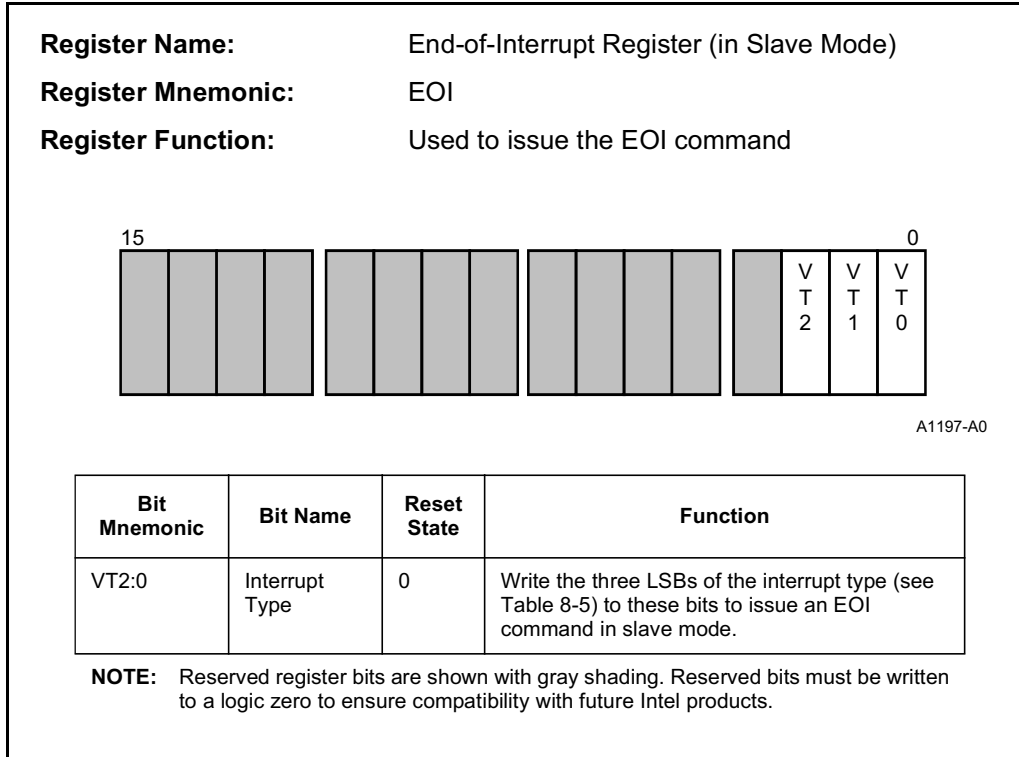 Register Name: End-of-Interrupt Register (in Slave Mode)
Register Mnemonic: EOI
Register Function: Used to issue the EOI command
15 0
V V V
T T T
2 1 0
A1197-A0
Bit Mnemonic Bit Name Reset State Function
VT2:0 Interrupt Type 0 Write the three LSBs of the interrupt type (see
Table 8-5) to these bits to issue an EOI
command in slave mode.
NOTE: Reserved register bits are shown with gray shading. Reserved bits must be written
to a logic zero to ensure compatibility with future Intel products.